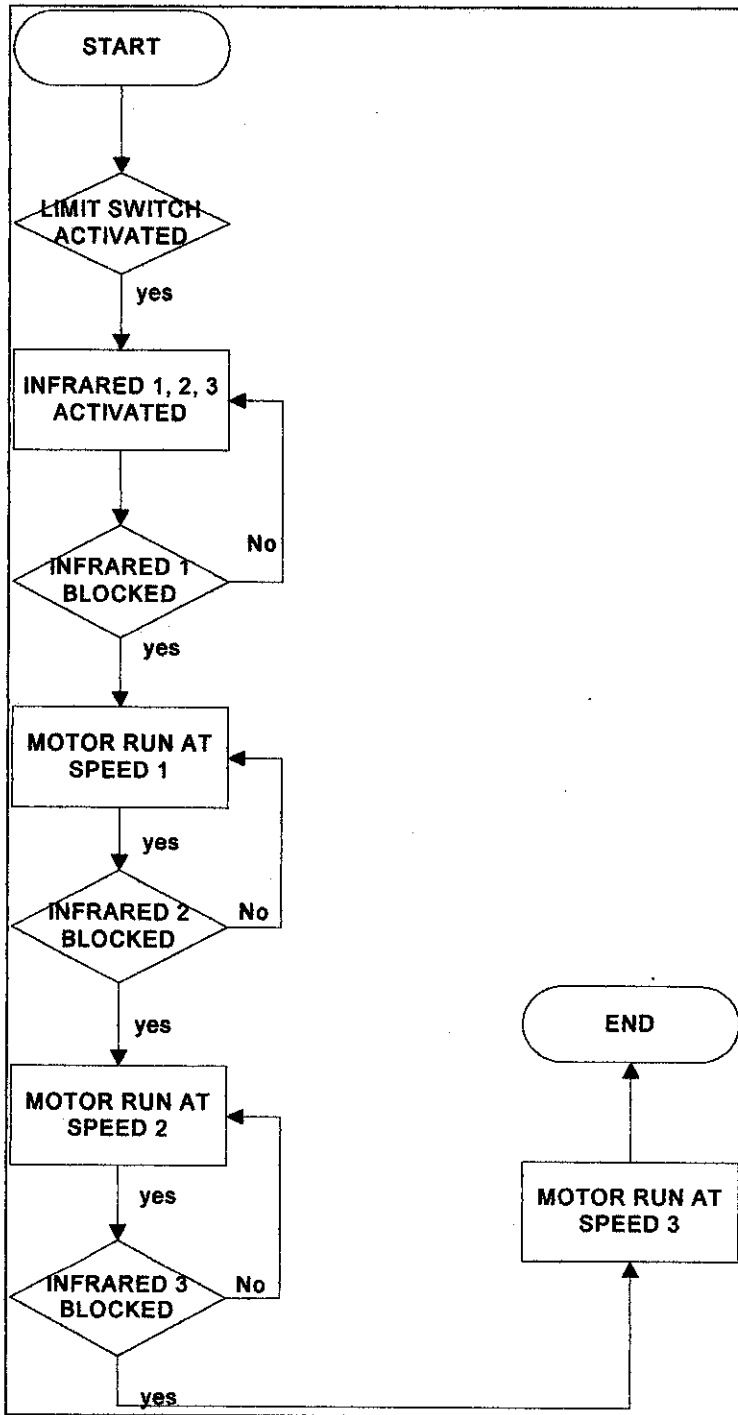 START
LIMIT SWITCH
ACTIVATED
yes
INFRARED 1, 2, 3
ACTIVATED
No
INFRARED 1
BLOCKED
yes
MOTOR RUN AT
SPEED 1
yes
INFRARED 2
BLOCKED
No
yes
MOTOR RUN AT
SPEED 2
yes
INFRARED 3
BLOCKED
No
yes
MOTOR RUN AT
SPEED 3
END